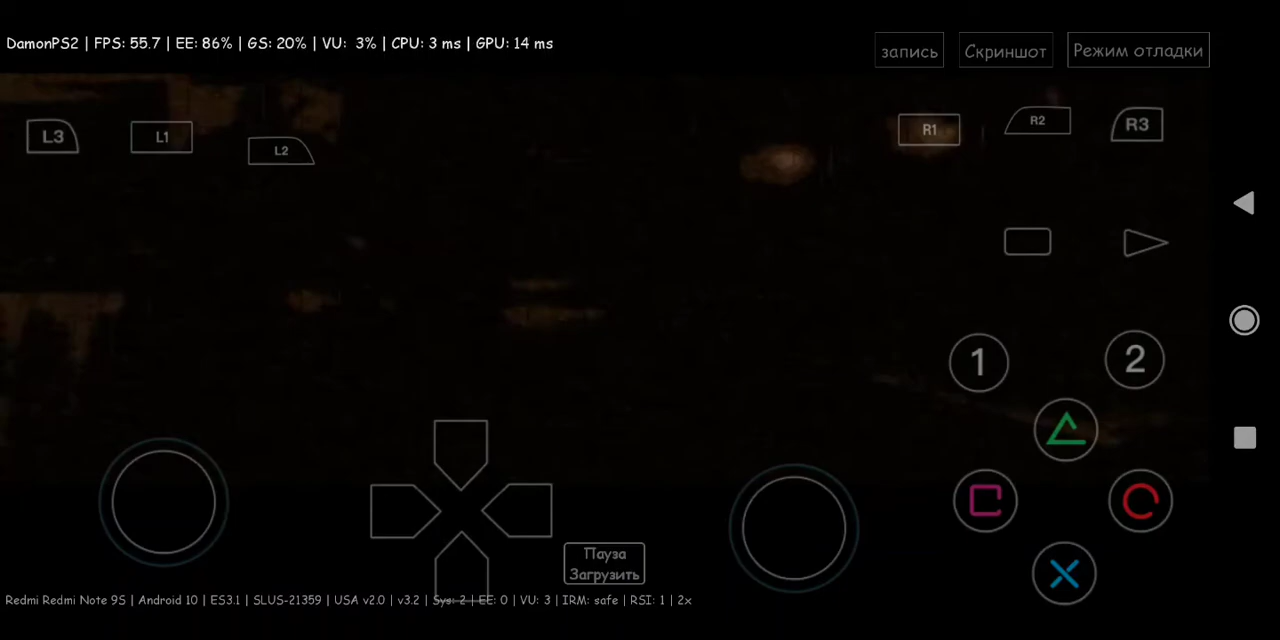 DamonPS2 | FPS: 55.7 | EE: 86% | GS: 20% | VU: 3% | CPU: 3 ms | GPU: 14 ms
запись
Скриншот
Режим отладки
L3
L1
L2
R1
R2
R3
1
2
Пауза
Загрузить
Redmi Redmi Note 9S | Android 10 | ES3.1 | SLUS-21359 | USA v2.0 | v3.2 | Sys: 2 | EE: 0 | VU: 3 | IRM: safe | RSI: 1 | 2x